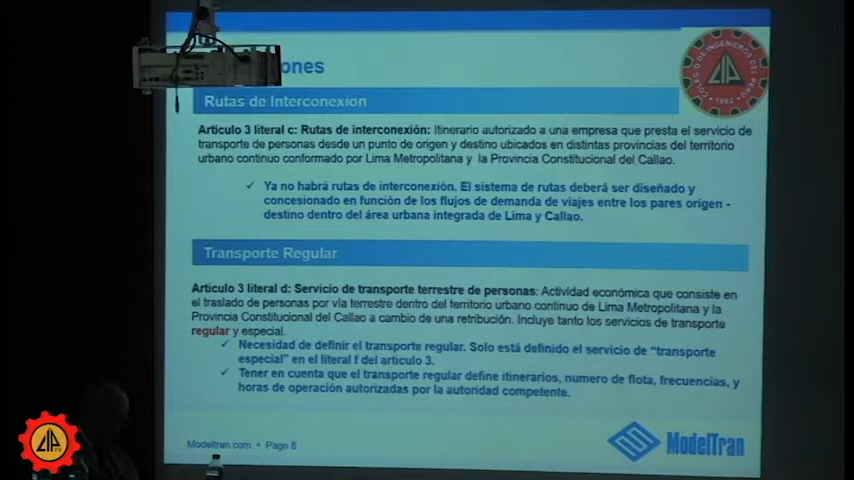 ones
Rutas de Interconexion
Articulo 3 literal c: Rutas de interconexión: Itinerario autorizado a una empresa que presta el servicio de
transporte de personas desde un punto de origen y destino ubicados en distintas provincias del territorio
urbano continuo conformado por Lima Metropolitana y la Provincia Constitucional del Callao.
✓ Ya no habrá rutas de interconexión. El sistema de rutas deberá ser diseñado y
concesionado en función de los flujos de demanda de viajes entre los pares origen -
destino dentro del área urbana integrada de Lima y Callao.
Transporte Regular
Articulo 3 literal d: Servicio de transporte terrestre de personas: Actividad económica que consiste en
el traslado de personas por vía terrestre dentro del territorio urbano continuo de Lima Metropolitana y la
Provincia Constitucional del Callao a cambio de una retribución. Incluye tanto los servicios de transporte
regular y especial.
✓ Necesidad de definir el transporte regular. Solo está definido el servicio de "transporte
especial" en el literal f del articulo 3.
✓ Tener en cuenta que el transporte regular define itinerarios, numero de flota, frecuencias, y
horas de operación autorizadas por la autoridad competente.
Modeltran.com • Page 8
ModelTran
COLEGIO DE INGENIEROS DEL PERU
CIP
TV